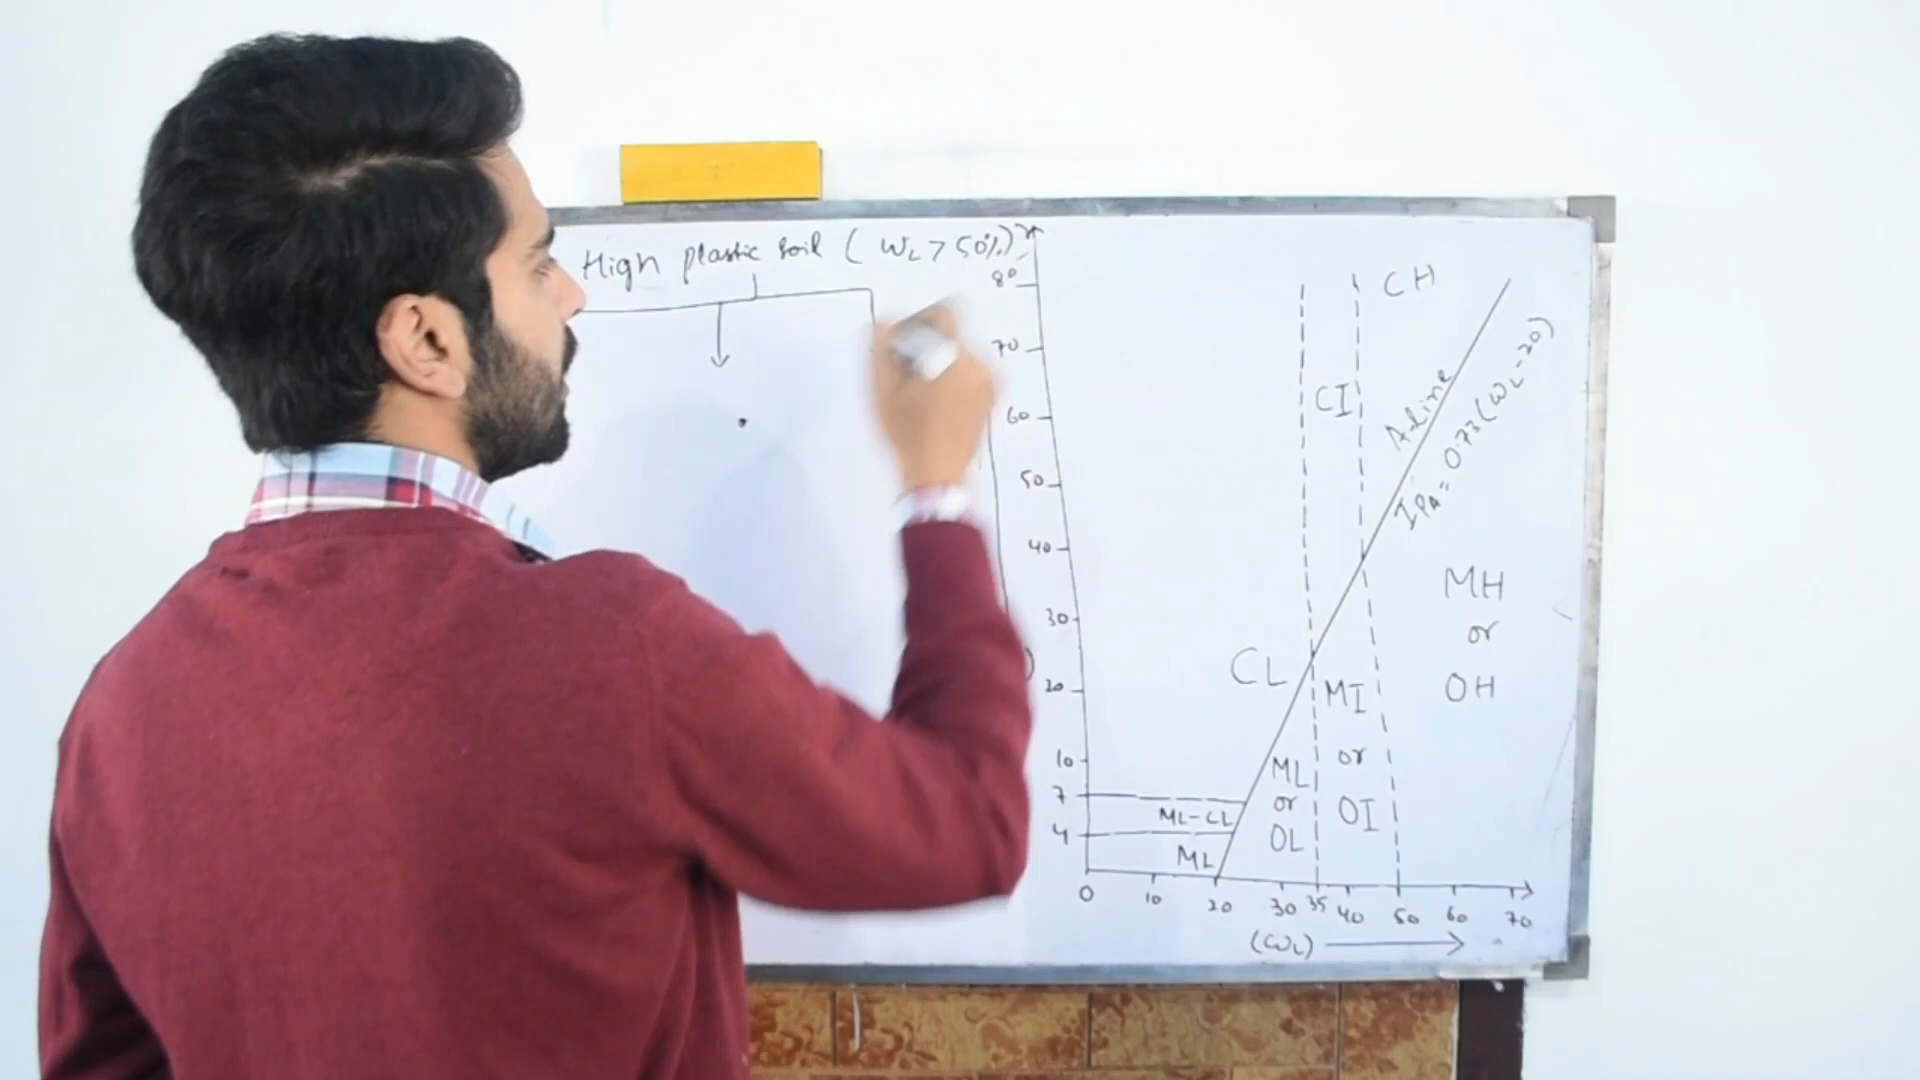 High plastic soil (WL > 50%)
80
70
60
50
40
30
20
10
7
4
0
10
20
30
35
40
50
60
70
(WL)
CH
CI
A-Line
IPA = 0.73 (WL-20)
MH
or
OH
CL
MI
or
OI
ML
or
OL
ML-CL
ML